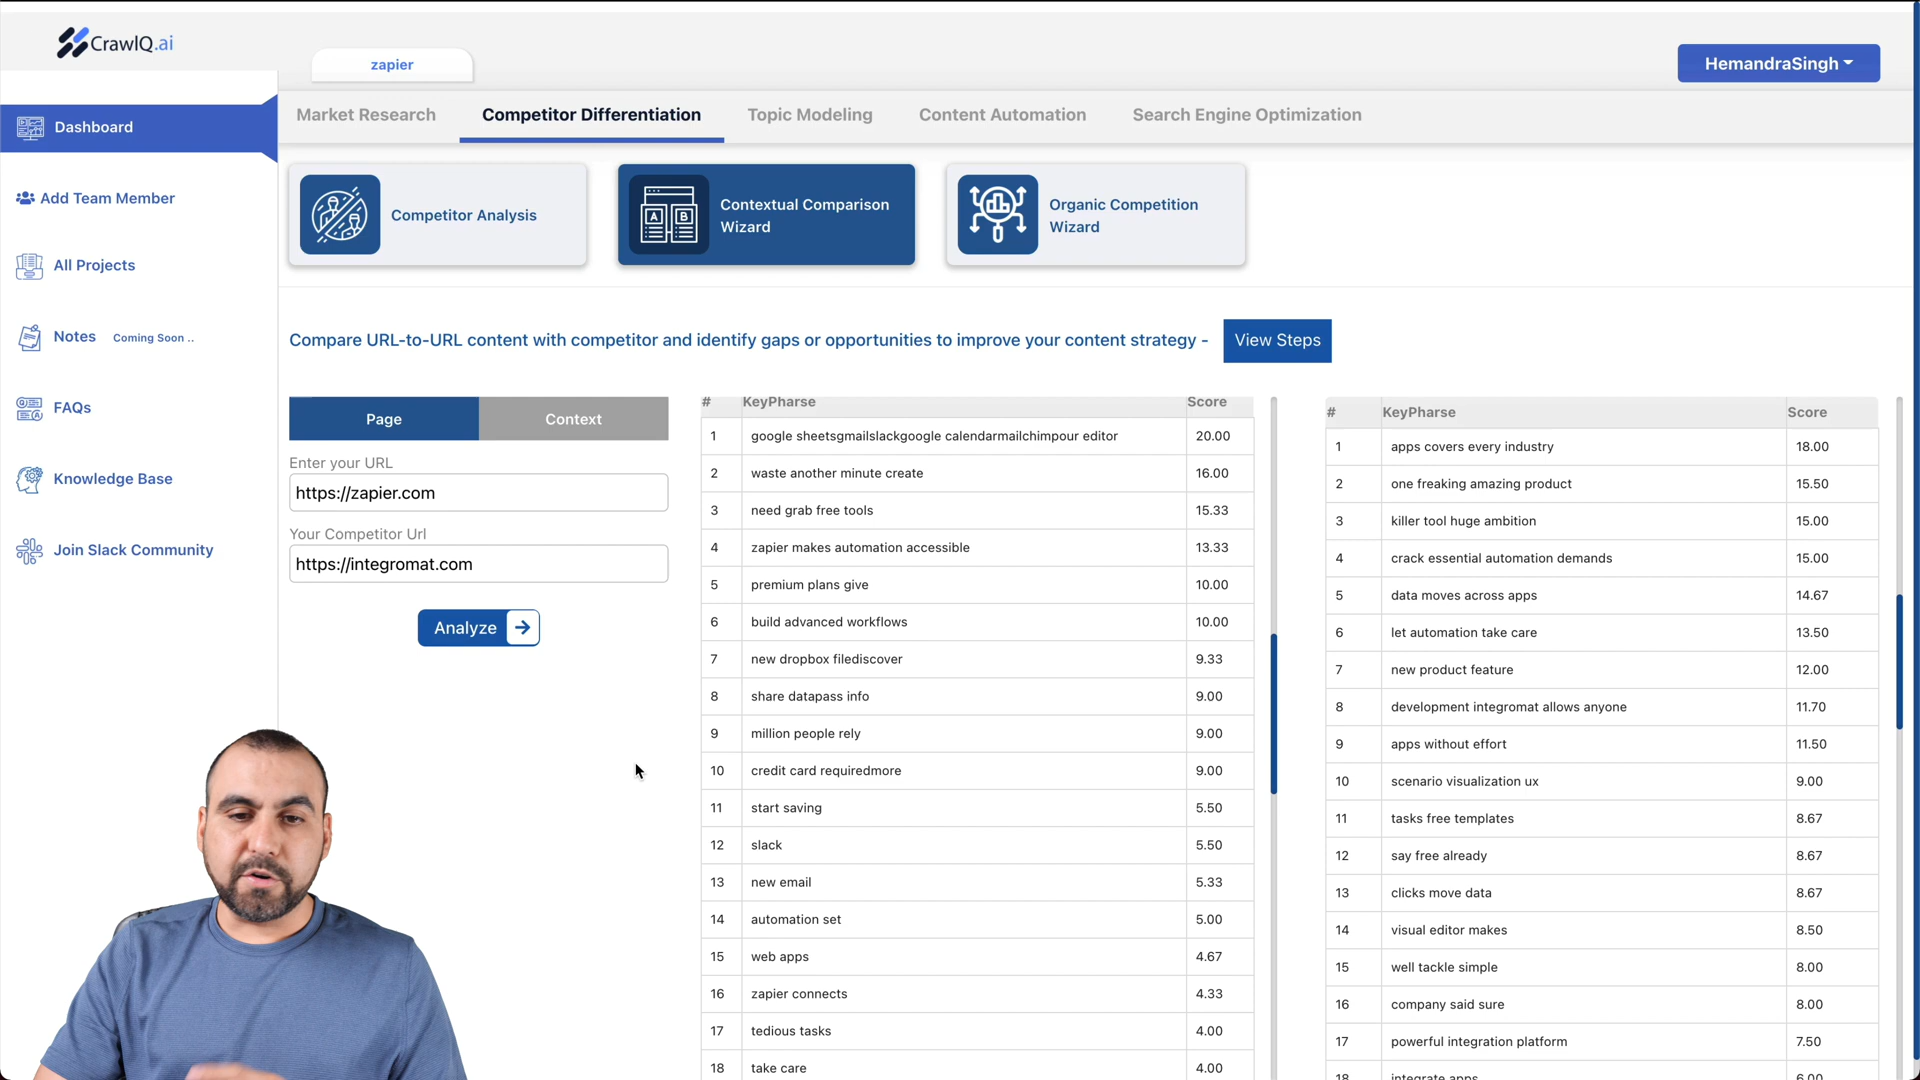 CrawlQ.ai
zapier
HemandraSingh
Market Research
Competitor Differentiation
Topic Modeling
Content Automation
Search Engine Optimization
Dashboard
Add Team Member
All Projects
Notes Coming Soon ..
FAQs
Knowledge Base
Join Slack Community
Competitor Analysis
A B
Contextual Comparison
Wizard
Organic Competition
Wizard
Compare URL-to-URL content with competitor and identify gaps or opportunities to improve your content strategy -
View Steps
Page
Context
Enter your URL
https://zapier.com
Your Competitor Url
https://integromat.com
Analyze
# KeyPharse Score
1 google sheetsgmailslackgoogle calendarmailchimpour editor 20.00
2 waste another minute create 16.00
3 need grab free tools 15.33
4 zapier makes automation accessible 13.33
5 premium plans give 10.00
6 build advanced workflows 10.00
7 new dropbox filediscover 9.33
8 share datapass info 9.00
9 million people rely 9.00
10 credit card requiredmore 9.00
11 start saving 5.50
12 slack 5.50
13 new email 5.33
14 automation set 5.00
15 web apps 4.67
16 zapier connects 4.33
17 tedious tasks 4.00
18 take care 4.00
# KeyPharse Score
1 apps covers every industry 18.00
2 one freaking amazing product 15.50
3 killer tool huge ambition 15.00
4 crack essential automation demands 15.00
5 data moves across apps 14.67
6 let automation take care 13.50
7 new product feature 12.00
8 development integromat allows anyone 11.70
9 apps without effort 11.50
10 scenario visualization ux 9.00
11 tasks free templates 8.67
12 say free already 8.67
13 clicks move data 8.67
14 visual editor makes 8.50
15 well tackle simple 8.00
16 company said sure 8.00
17 powerful integration platform 7.50
18 integrate apps 6.00